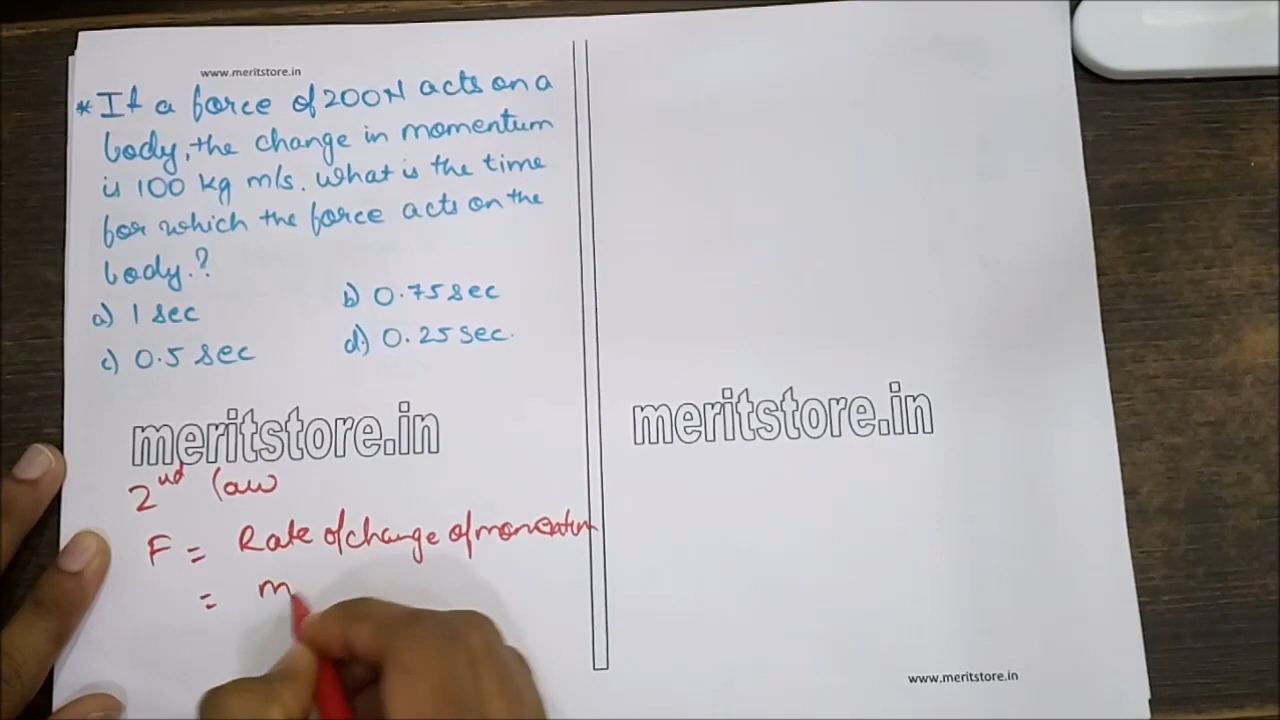 www.meritstore.in
* If a force of 200N acts on a
body, the change in momentum
is 100 kg m/s. What is the time
for which the force acts on the
body.?
a) 1 sec
b) 0.75 sec
c) 0.5 sec
d) 0.25 sec.
meritstore.in
2nd law
F = Rate of change of momentum
= m
meritstore.in
www.meritstore.in